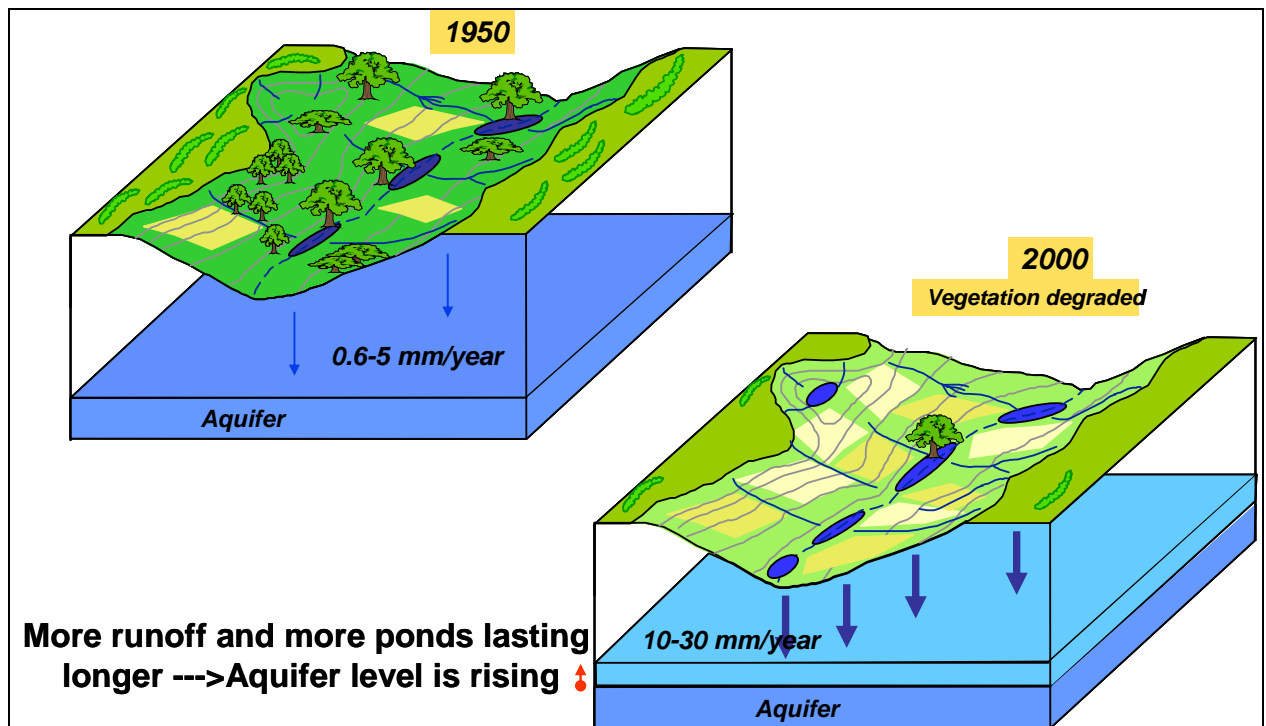 1950
0.6-5 mm/year
Aquifer
2000
Vegetation degraded
More runoff and more ponds lasting
longer --->Aquifer level is rising
10-30 mm/year
Aquifer